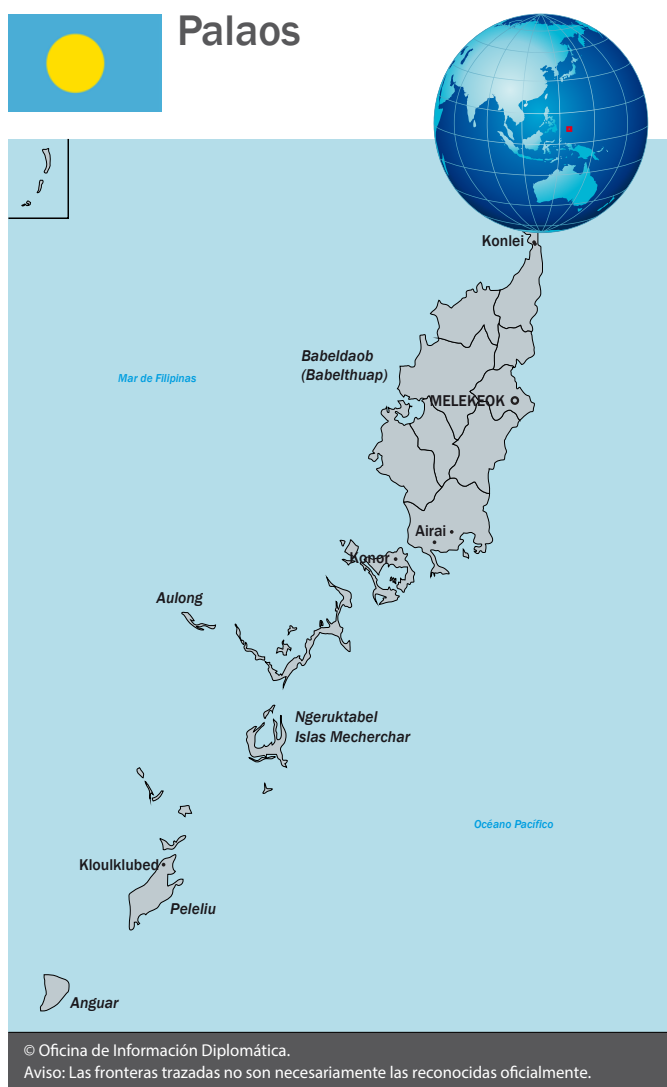 Palaos
Konlei
Babeldaob
(Babelthuap)
Mar de Filipinas
MELEKEOK
Airai
Konor
Aulong
Ngeruktabel
Islas Mecherchar
Océano Pacífico
Kloulklubed
Peleliu
Anguar
© Oficina de Información Diplomática.
Aviso: Las fronteras trazadas no son necesariamente las reconocidas oficialmente.